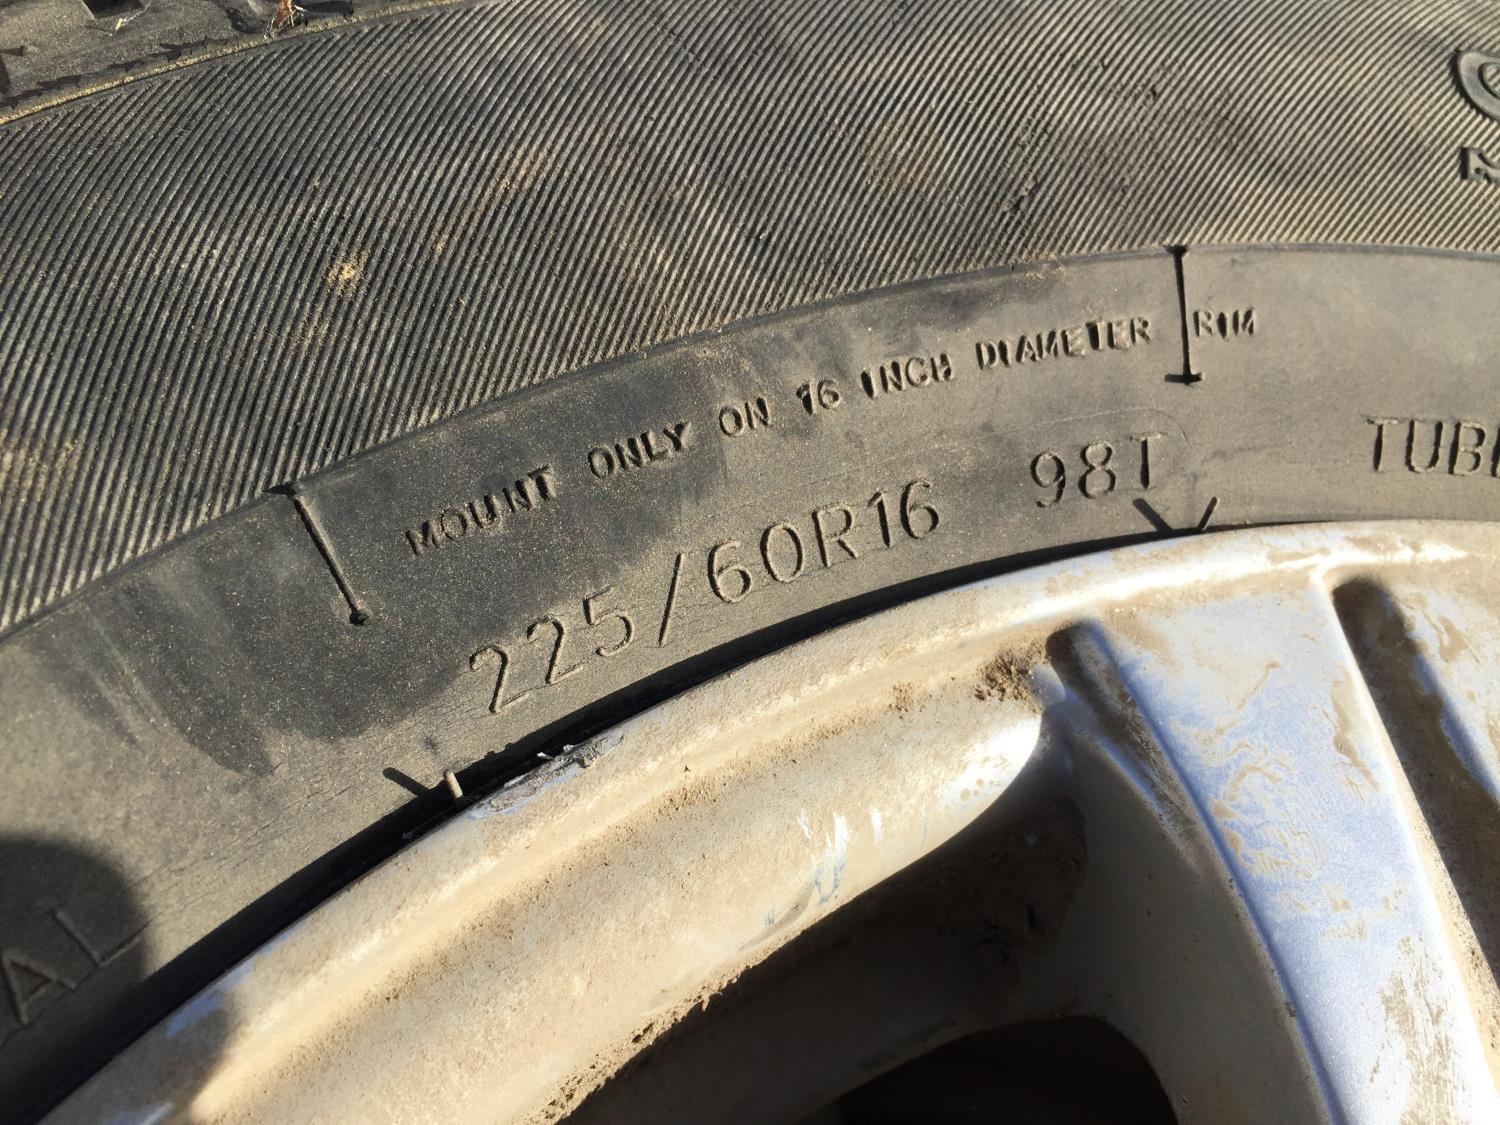 MOUNT ONLY ON 16 INCH DIAMETER RIM
225/60R16 98T